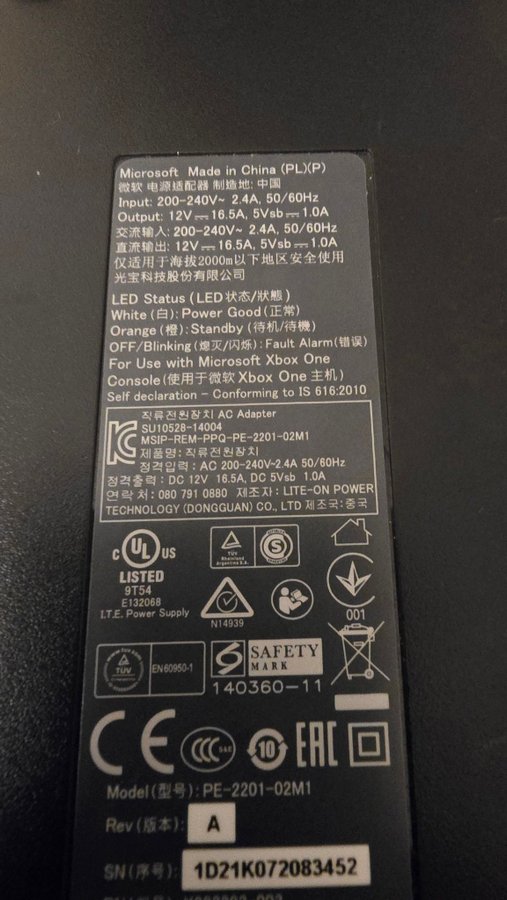 Microsoft Made in China (PL)(P)
微软 电源适配器 制造地: 中国
Input: 200-240V~ 2.4A, 50/60Hz
Output: 12V⎓ 16.5A, 5Vsb⎓ 1.0A
交流输入: 200-240V~ 2.4A, 50/60Hz
直流输出: 12V⎓ 16.5A, 5Vsb⎓ 1.0A
仅适用于海拔2000m以下地区安全使用
光宝科技股份有限公司
LED Status (LED状态/狀態)
White (白): Power Good (正常)
Orange (橙): Standby (待机/待機)
OFF/Blinking (熄灭/闪烁): Fault Alarm(错误)
For Use with Microsoft Xbox One
Console (使用于微软 Xbox One 主机)
Self declaration - Conforming to IS 616:2010
직류전원장치 AC Adapter
SU10528-14004
MSIP-REM-PPQ-PE-2201-02M1
제품명: 직류전원장치
정격입력: AC 200-240V~2.4A 50/60Hz
정격출력: DC 12V 16.5A, DC 5Vsb 1.0A
연락처: 080 791 0880 제조자: LITE-ON POWER
TECHNOLOGY (DONGGUAN) CO., LTD 제조국: 중국
C UL US
LISTED
9T54
E132068
I.T.E. Power Supply
TÜV
Rheinland
Argentina S.A.
S
N14939
001
TÜV
EN 60950-1
SAFETY
MARK
140360-11
CE
CCC S&E
10
EAC
Model(型号): PE-2201-02M1
Rev (版本): A
SN(序号): 1D21K072083452